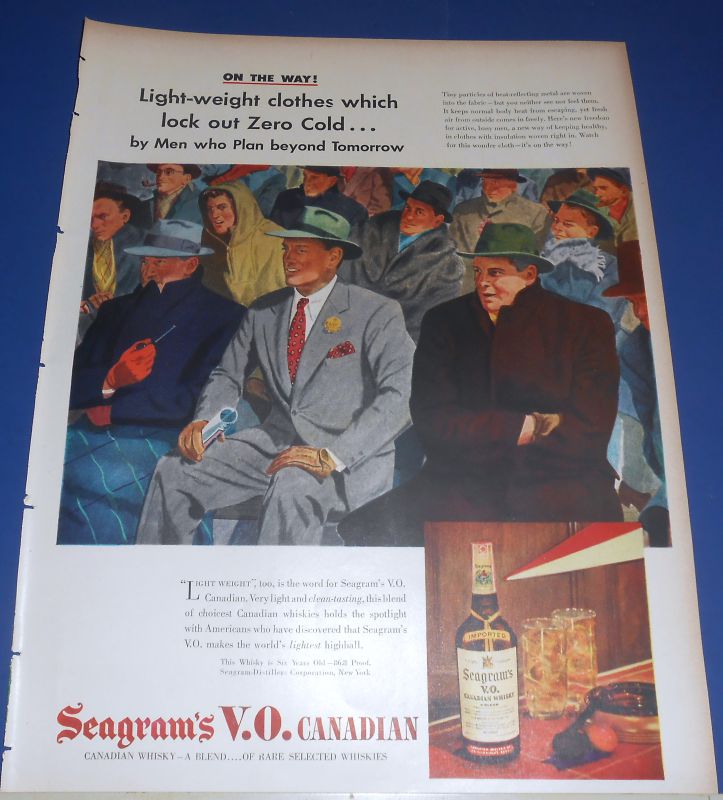 ON THE WAY!
Light-weight clothes which
lock out Zero Cold...
by Men who Plan beyond Tomorrow
Tiny particles of heat-reflecting metal are woven
into the fabric—but you neither see nor feel them.
It keeps normal body heat from escaping, yet fresh
air from outside comes in freely. Here's new freedom
for active, busy men, a new way of keeping healthy,
in clothes with insulation woven right in. Watch
for this wonder cloth—it's on the way!
"LIGHT WEIGHT", too, is the word for Seagram's V.O.
Canadian. Very light and clean-tasting, this blend
of choicest Canadian whiskies holds the spotlight
with Americans who have discovered that Seagram's
V.O. makes the world's lightest highball.
This Whisky is Six Years Old—86.8 Proof.
Seagram-Distillers Corporation, New York
Seagram's V.O. CANADIAN
CANADIAN WHISKY—A BLEND....OF RARE SELECTED WHISKIES
Seagram's
IMPORTED
Seagram's
V.O.
CANADIAN WHISKY
A BLEND